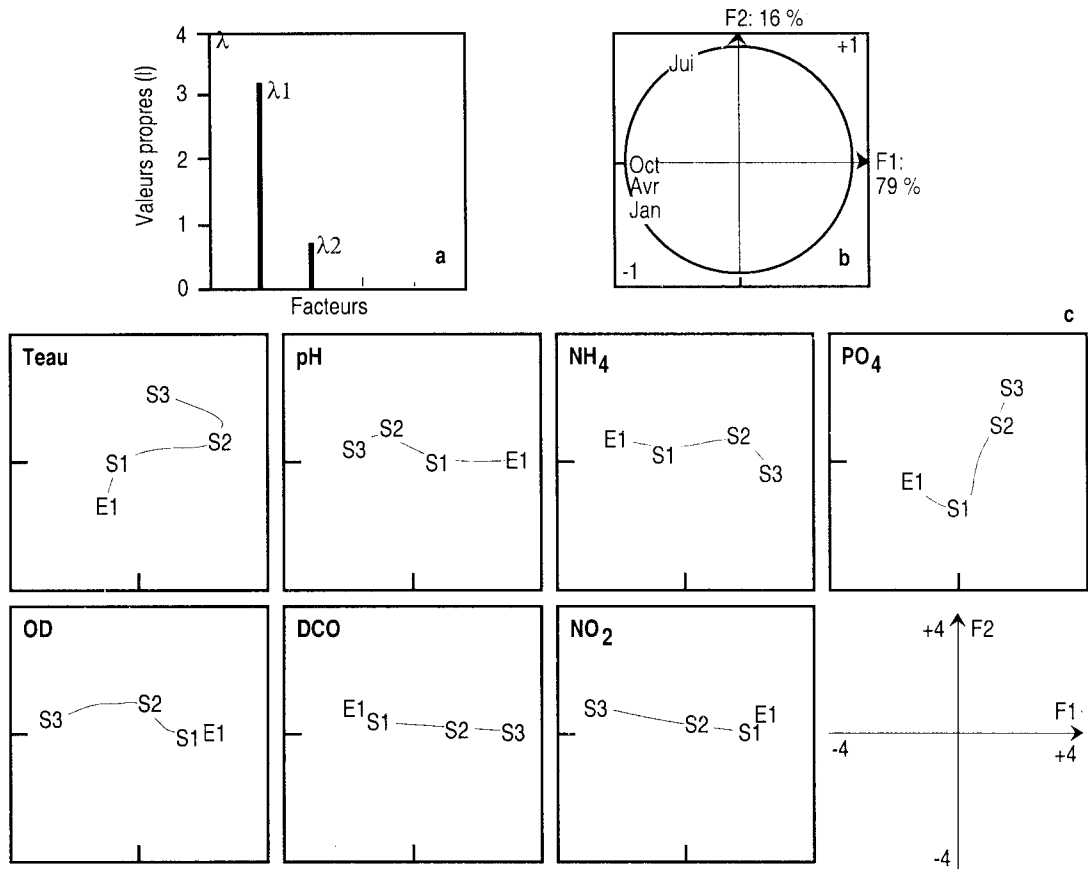 4
λ
3
2
1
0
Valeurs propres (l)
λ1
λ2
a
Facteurs
F2: 16 %
+1
Jui
Oct
Avr
Jan
F1:
79 %
-1
b
c
Teau
S3
S2
S1
E1
pH
S2
S3
S1
E1
NH4
E1
S1
S2
S3
PO4
S3
S2
E1
S1
OD
S3
S2
S1 E1
DCO
E1
S1
S2
S3
NO2
S3
S2
E1
S1
+4 F2
F1
-4
+4
-4